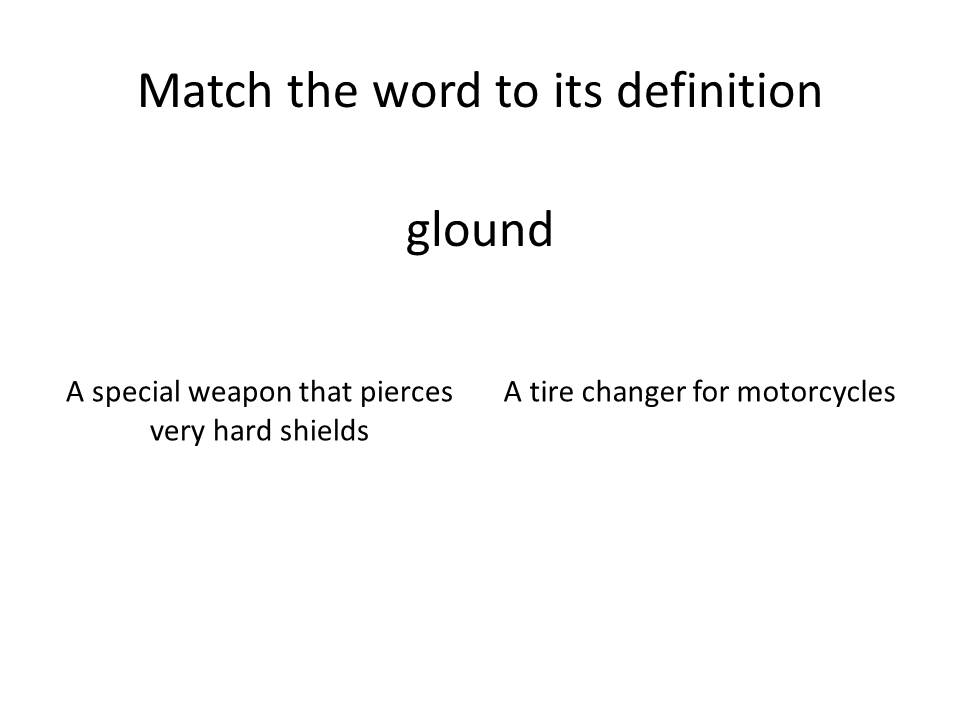 Match the word to its definition
glound
A special weapon that pierces
very hard shields
A tire changer for motorcycles